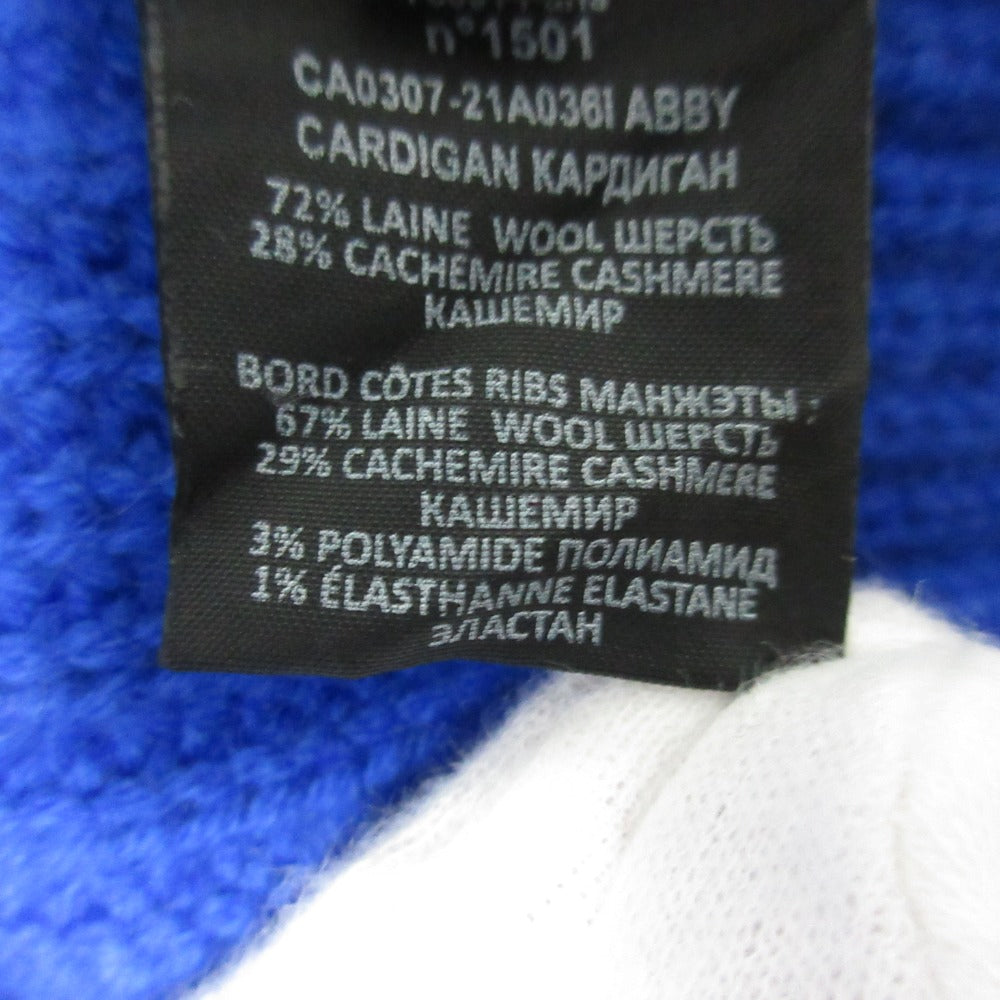 n°1501
CA0307-21A036I ABBY
CARDIGAN КАРДИГАН
72% LAINE WOOL ШЕРСТЬ
28% CACHEMIRE CASHMERE
КАШЕМИР
BORD CÔTES RIBS МАНЖЭТЫ :
67% LAINE WOOL ШЕРСТЬ
29% CACHEMIRE CASHMERE
КАШЕМИР
3% POLYAMIDE ПОЛИАМИД
1% ÉLASTHANNE ELASTANE
ЭЛАСТАН